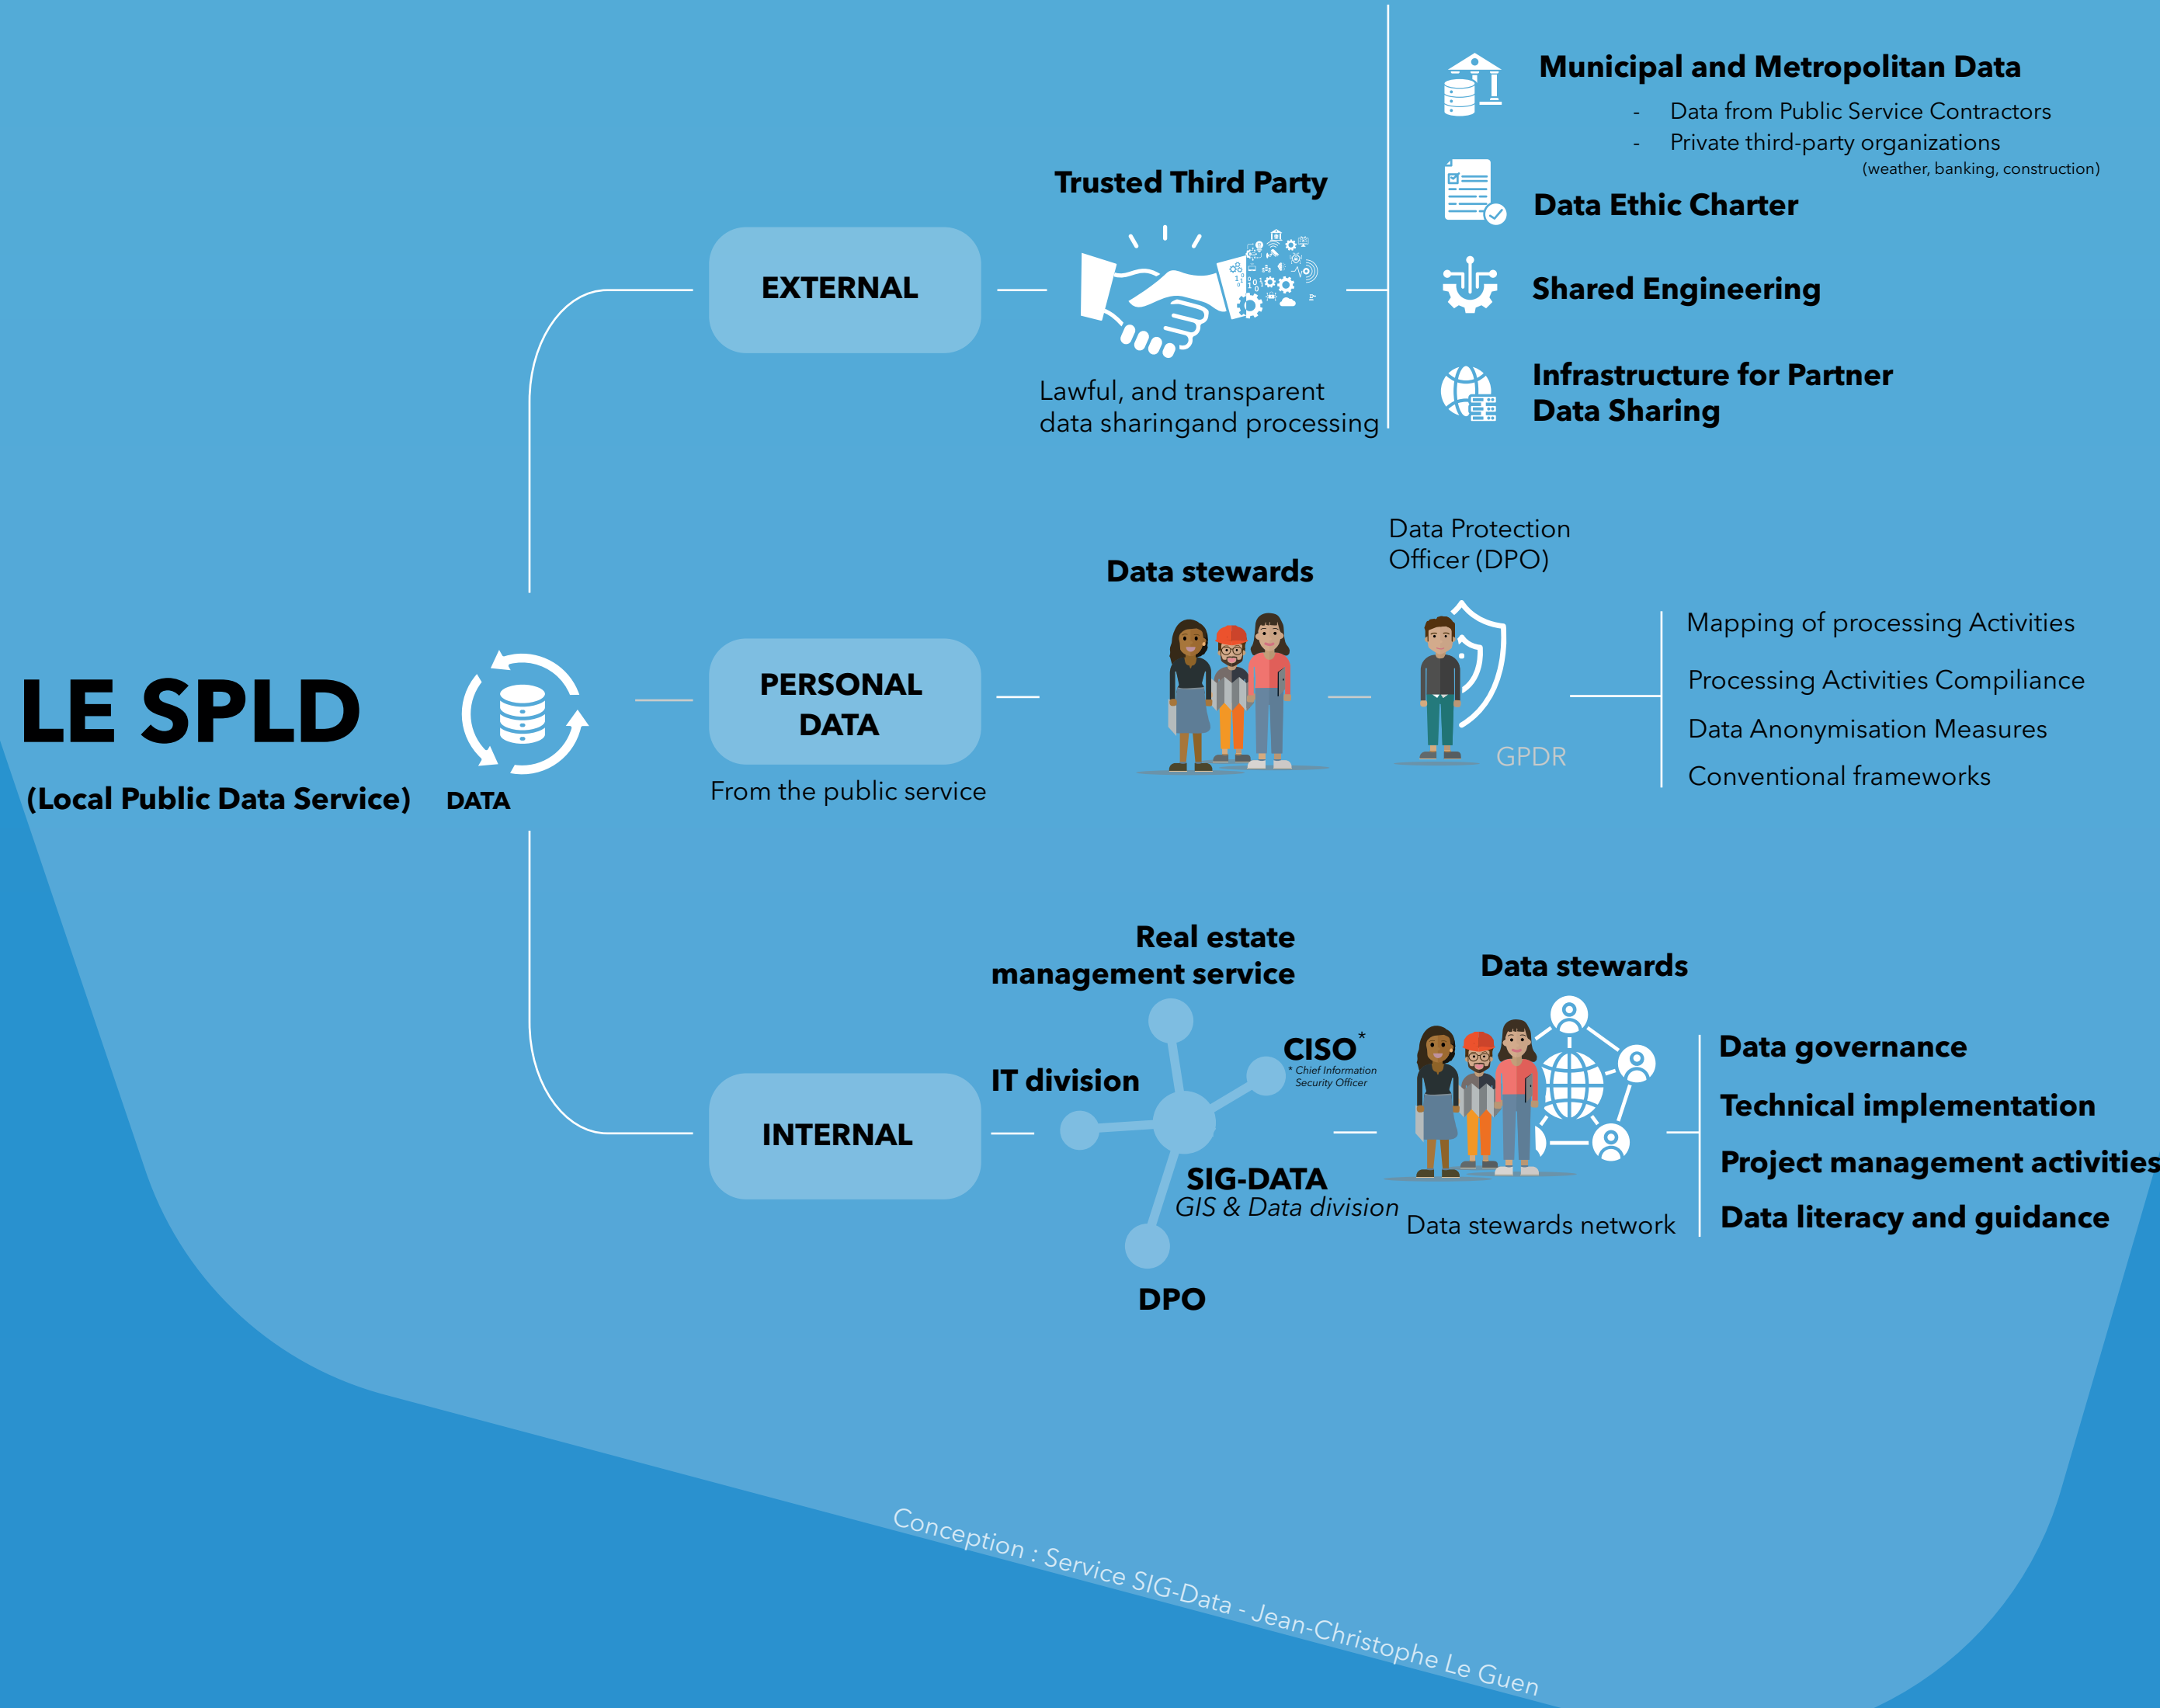 LE SPLD
(Local Public Data Service)
DATA
EXTERNAL
Trusted Third Party
Lawful, and transparent
data sharingand processing
Municipal and Metropolitan Data
- Data from Public Service Contractors
- Private third-party organizations
(weather, banking, construction)
Data Ethic Charter
Shared Engineering
Infrastructure for Partner
Data Sharing
PERSONAL
DATA
From the public service
Data stewards
Data Protection
Officer (DPO)
GPDR
Mapping of processing Activities
Processing Activities Compiliance
Data Anonymisation Measures
Conventional frameworks
INTERNAL
Real estate
management service
IT division
CISO*
* Chief Information
Security Officer
SIG-DATA
GIS & Data division
DPO
Data stewards
Data stewards network
Data governance
Technical implementation
Project management activities
Data literacy and guidance
Conception : Service SIG-Data - Jean-Christophe Le Guen